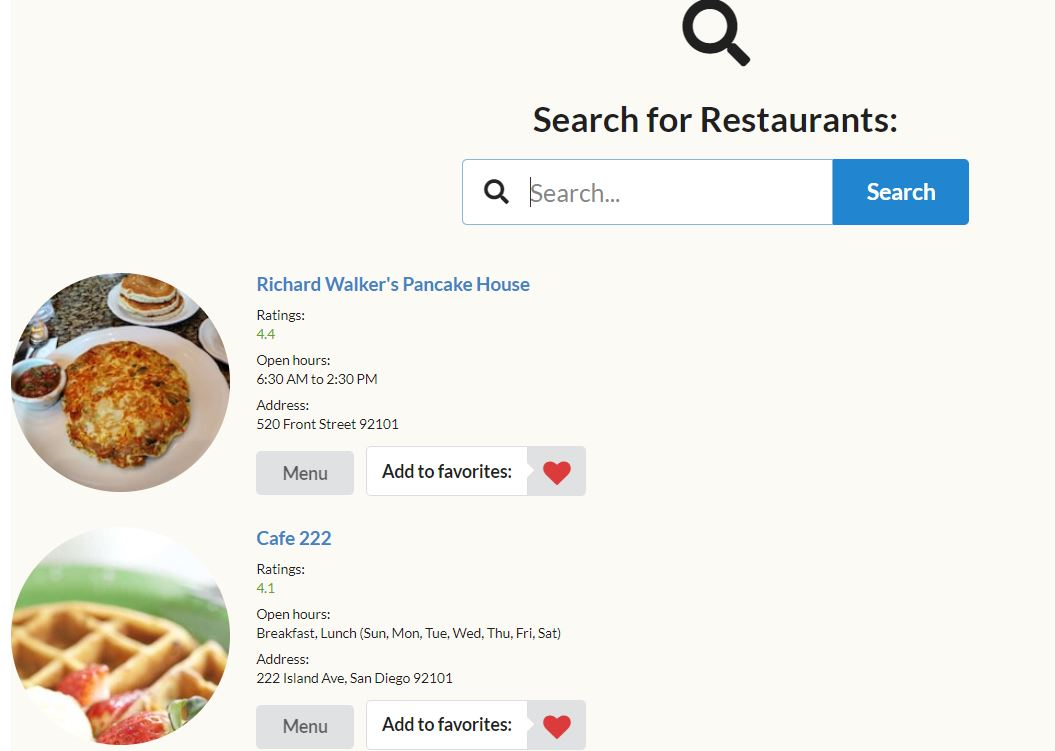 Search for Restaurants:
Search...
Search
Richard Walker's Pancake House
Ratings:
4.4
Open hours:
6:30 AM to 2:30 PM
Address:
520 Front Street 92101
Menu
Add to favorites:
Cafe 222
Ratings:
4.1
Open hours:
Breakfast, Lunch (Sun, Mon, Tue, Wed, Thu, Fri, Sat)
Address:
222 Island Ave, San Diego 92101
Menu
Add to favorites: